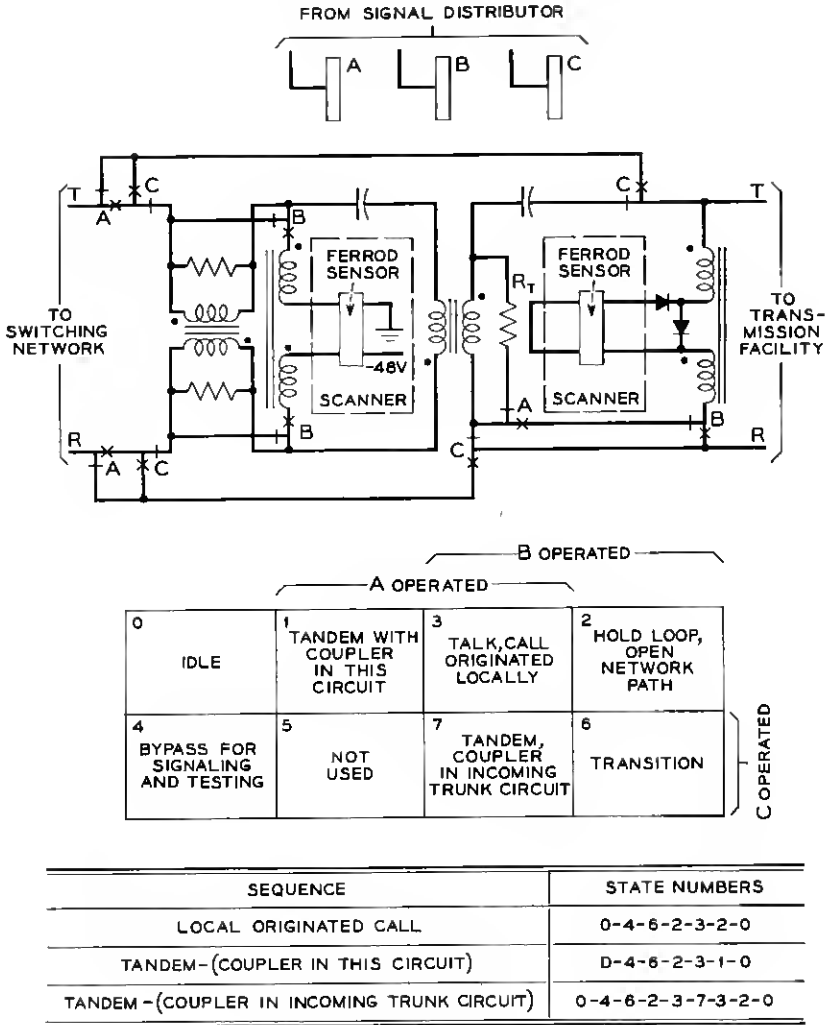 FROM SIGNAL DISTRIBUTOR
A
B
C
T
A
C
B
C
T
FERROD
SENSOR
FERROD
SENSOR
RT
TO
SWITCHING
NETWORK
TO
TRANS-
MISSION
FACILITY
-48V
SCANNER
SCANNER
A
B
B
R
A
C
C
R
B OPERATED
A OPERATED
0
IDLE
1
TANDEM WITH
COUPLER
IN THIS
CIRCUIT
3
TALK, CALL
ORIGINATED
LOCALLY
2
HOLD LOOP,
OPEN
NETWORK
PATH
4
BYPASS FOR
SIGNALING
AND TESTING
5
NOT
USED
7
TANDEM,
COUPLER
IN INCOMING
TRUNK CIRCUIT
6
TRANSITION
C OPERATED
SEQUENCE STATE NUMBERS
LOCAL ORIGINATED CALL 0-4-6-2-3-2-0
TANDEM-(COUPLER IN THIS CIRCUIT) D-4-6-2-3-1-0
TANDEM-(COUPLER IN INCOMING TRUNK CIRCUIT) 0-4-6-2-3-7-3-2-0